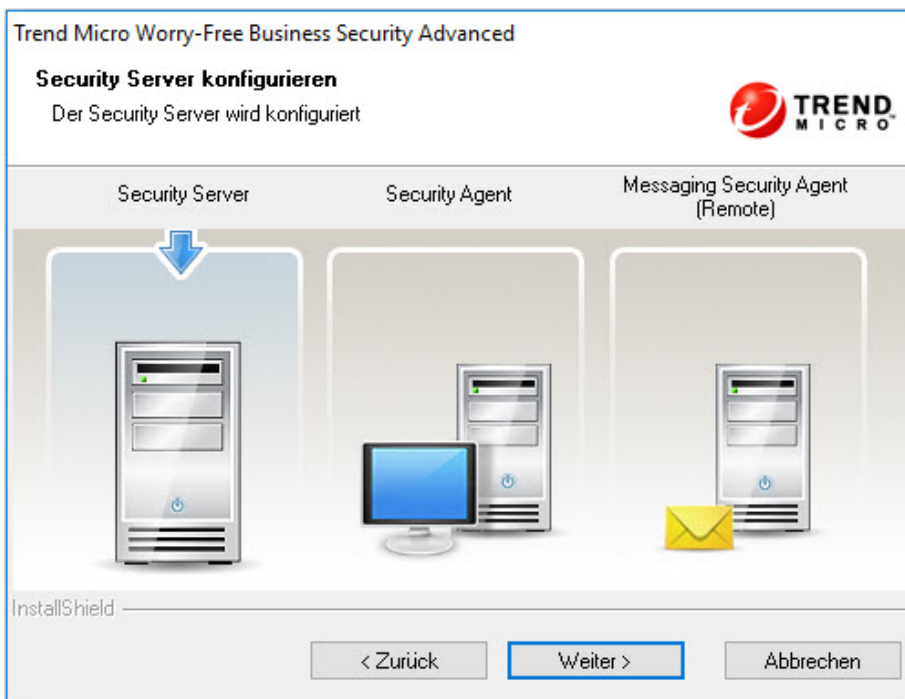 Trend Micro Worry-Free Business Security Advanced
Security Server konfigurieren
Der Security Server wird konfiguriert
TREND
MICRO
Security Server
Security Agent
Messaging Security Agent
(Remote)
InstallShield
< Zurück
Weiter >
Abbrechen